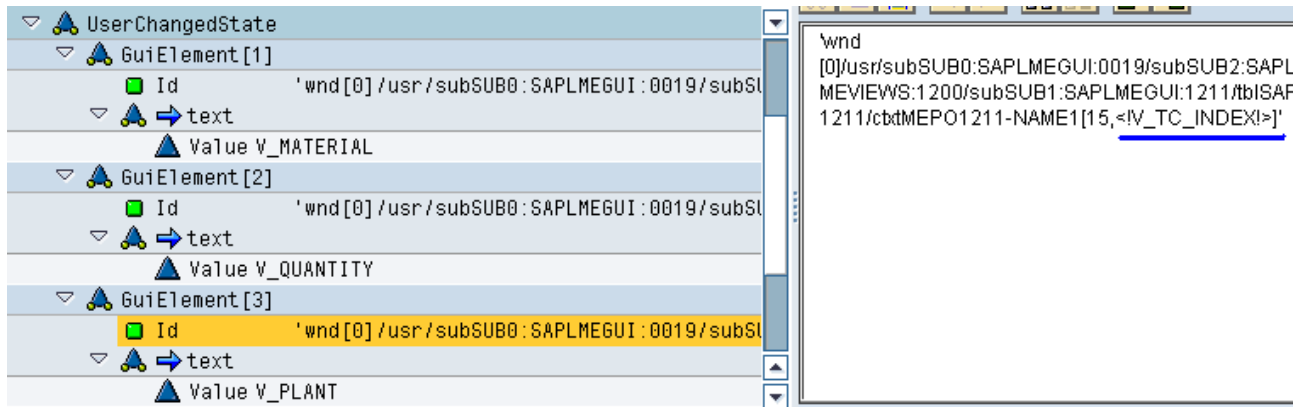 UserChangedState
GuiElement[1]
Id 'wnd[0]/usr/subSUB0:SAPLMEGUI:0019/subSU
text
Value V_MATERIAL
GuiElement[2]
Id 'wnd[0]/usr/subSUB0:SAPLMEGUI:0019/subSU
text
Value V_QUANTITY
GuiElement[3]
Id 'wnd[0]/usr/subSUB0:SAPLMEGUI:0019/subSU
text
Value V_PLANT
'wnd
[0]/usr/subSUB0:SAPLMEGUI:0019/subSUB2:SAPL
MEVIEWS:1200/subSUB1:SAPLMEGUI:1211/tblSAP
1211/ctxtMEPO1211-NAME1[15,<!V_TC_INDEX!>]'